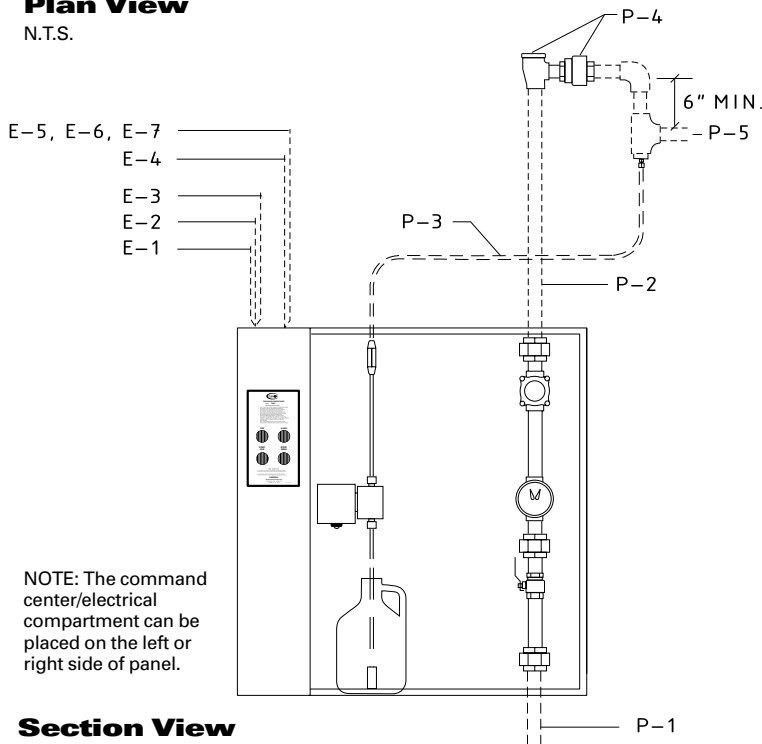 Plan View
N.T.S.
P–4
6" MIN.
E–5, E–6, E–7
P–5
E–4
E–3
P–3
E–2
E–1
P–2
NOTE: The command
center/electrical
compartment can be
placed on the left or
right side of panel.
Section View
P–1